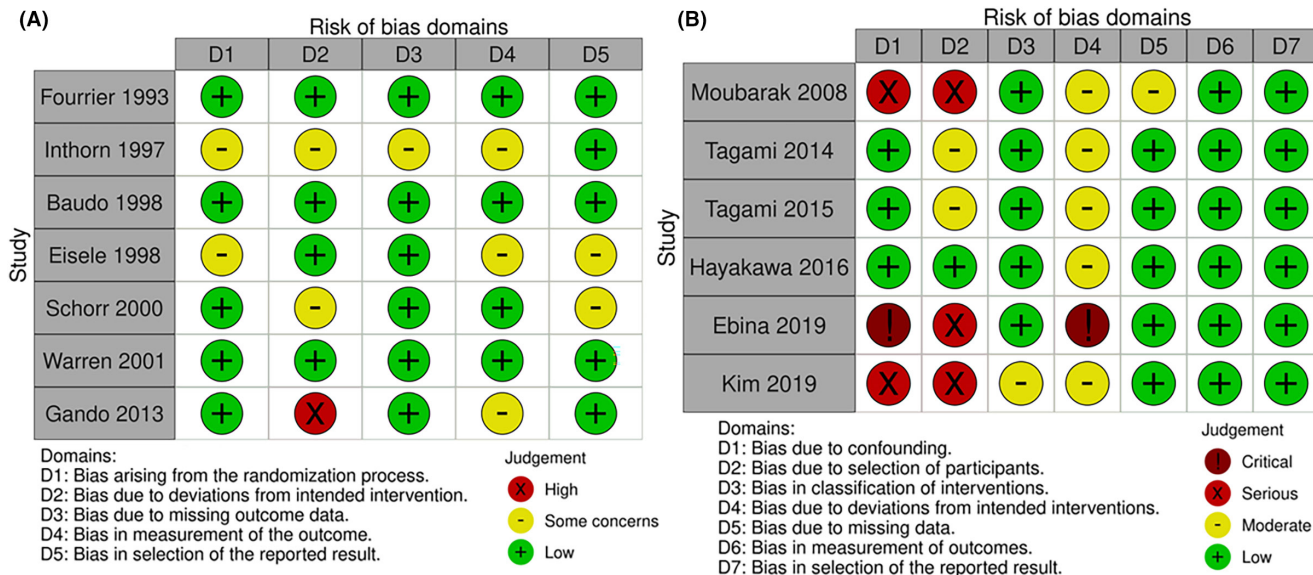 (A)
Risk of bias domains
D1 D2 D3 D4 D5
Study
Fourrier 1993 + + + + +
Inthorn 1997 - - - - +
Baudo 1998 + + + + +
Eisele 1998 - + + - -
Schorr 2000 + - + + -
Warren 2001 + + + + +
Gando 2013 + X + - +
Domains:
D1: Bias arising from the randomization process.
D2: Bias due to deviations from intended intervention.
D3: Bias due to missing outcome data.
D4: Bias in measurement of the outcome.
D5: Bias in selection of the reported result.
Judgement
X High
- Some concerns
+ Low
(B)
Risk of bias domains
D1 D2 D3 D4 D5 D6 D7
Study
Moubarak 2008 X X + - - + +
Tagami 2014 + - + - + + +
Tagami 2015 + - + - + + +
Hayakawa 2016 + + + - + + +
Ebina 2019 ! X + ! + + +
Kim 2019 X X - - + + +
Domains:
D1: Bias due to confounding.
D2: Bias due to selection of participants.
D3: Bias in classification of interventions.
D4: Bias due to deviations from intended interventions.
D5: Bias due to missing data.
D6: Bias in measurement of outcomes.
D7: Bias in selection of the reported result.
Judgement
! Critical
X Serious
- Moderate
+ Low